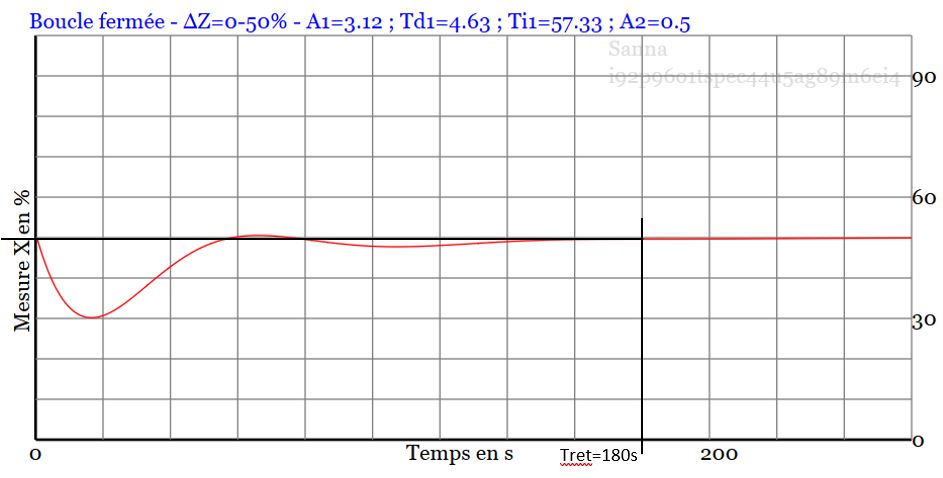 Boucle fermée - ΔZ=0-50% - A1=3.12 ; Td1=4.63 ; Ti1=57.33 ; A2=0.5
Sanna
i92p96o1tspec44u5ag89m6ei4
90
60
Mesure X en %
30
0
0 Temps en s Tret=180s 200